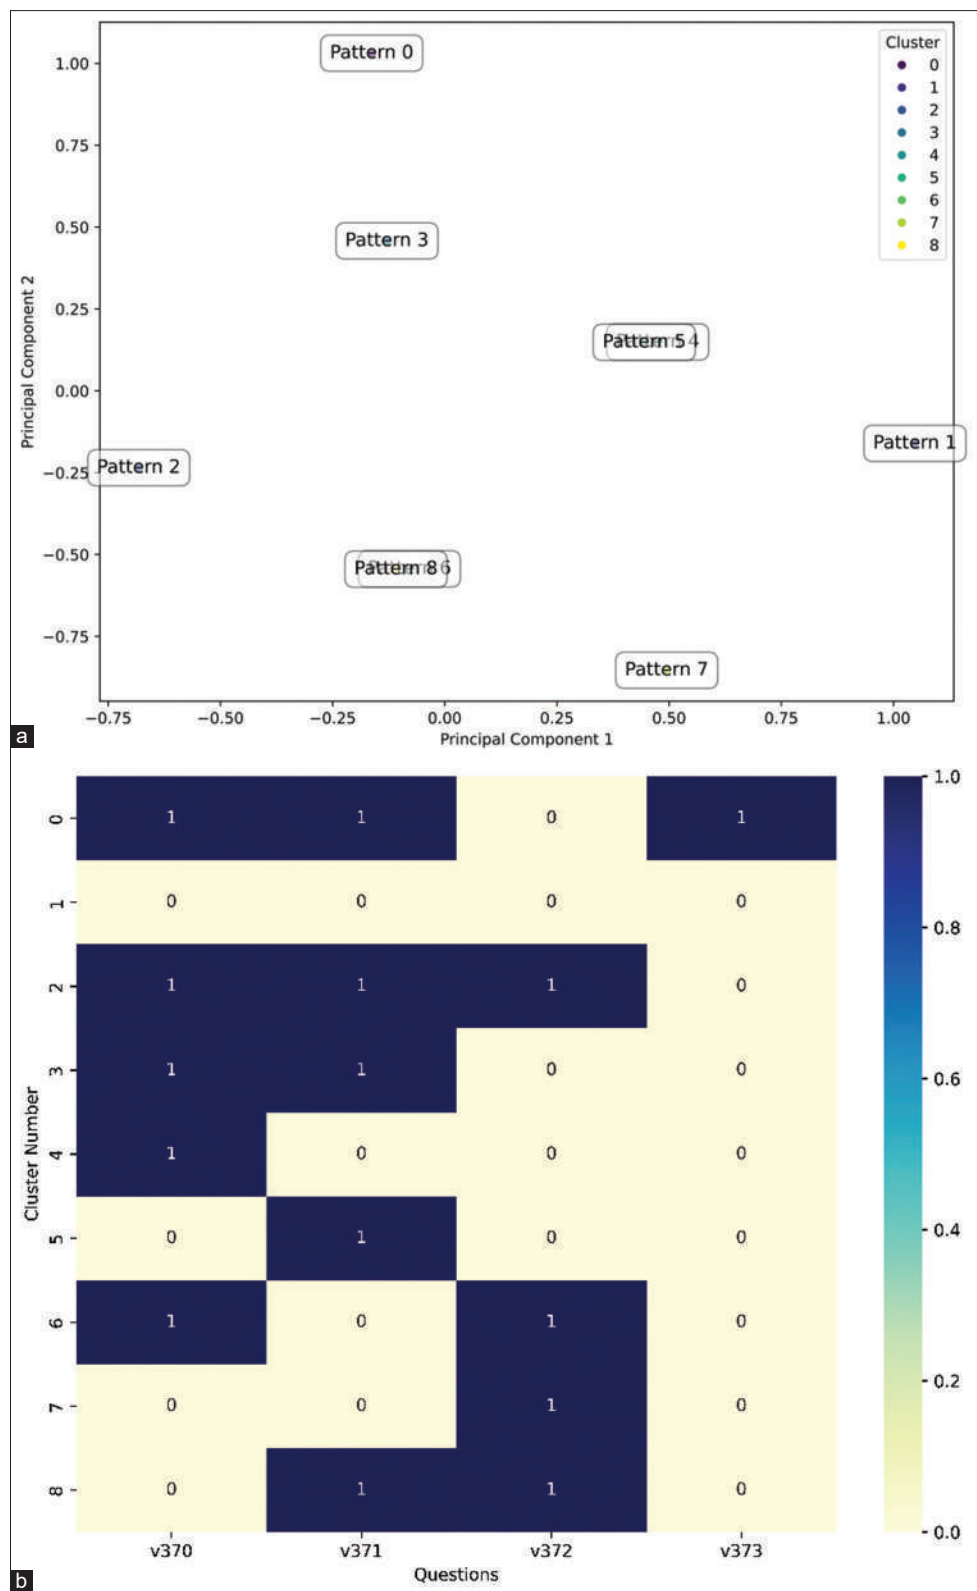 Pattern 0
Cluster
0
1
2
3
4
5
6
7
8
1.00
0.75
0.50
Pattern 3
0.25
Pattern 5 4
0.00
Pattern 1
−0.25
Pattern 2
−0.50
Pattern 8 6
−0.75
Pattern 7
Principal Component 2
−0.75 −0.50 −0.25 0.00 0.25 0.50 0.75 1.00
Principal Component 1
a
0 1 1 0 1
1 0 0 0 0
2 1 1 1 0
3 1 1 0 0
4 1 0 0 0
5 0 1 0 0
6 1 0 1 0
7 0 0 1 0
8 0 1 1 0
Cluster Number
v370 v371 v372 v373
Questions
1.0
0.8
0.6
0.4
0.2
0.0
b